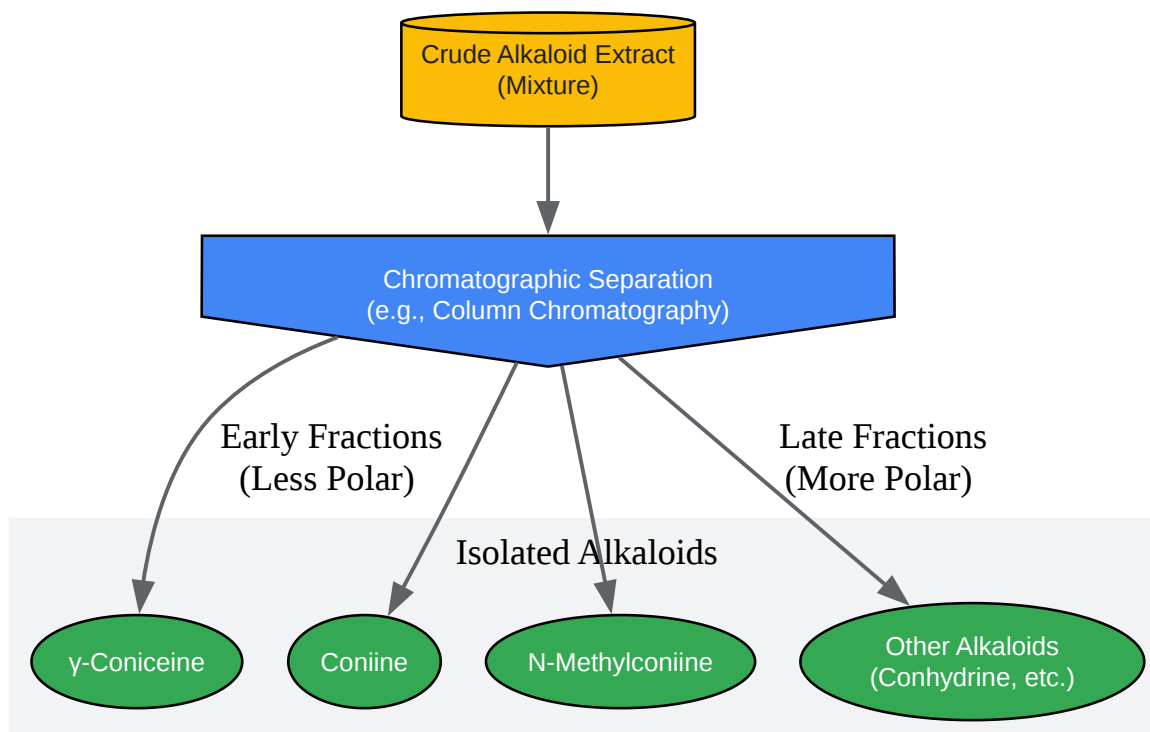 Crude Alkaloid Extract
(Mixture)
Chromatographic Separation
(e.g., Column Chromatography)
Early Fractions
(Less Polar)
Late Fractions
(More Polar)
Isolated Alkaloids
γ-Coniceine
Coniine
N-Methylconiine
Other Alkaloids
(Conhydrine, etc.)